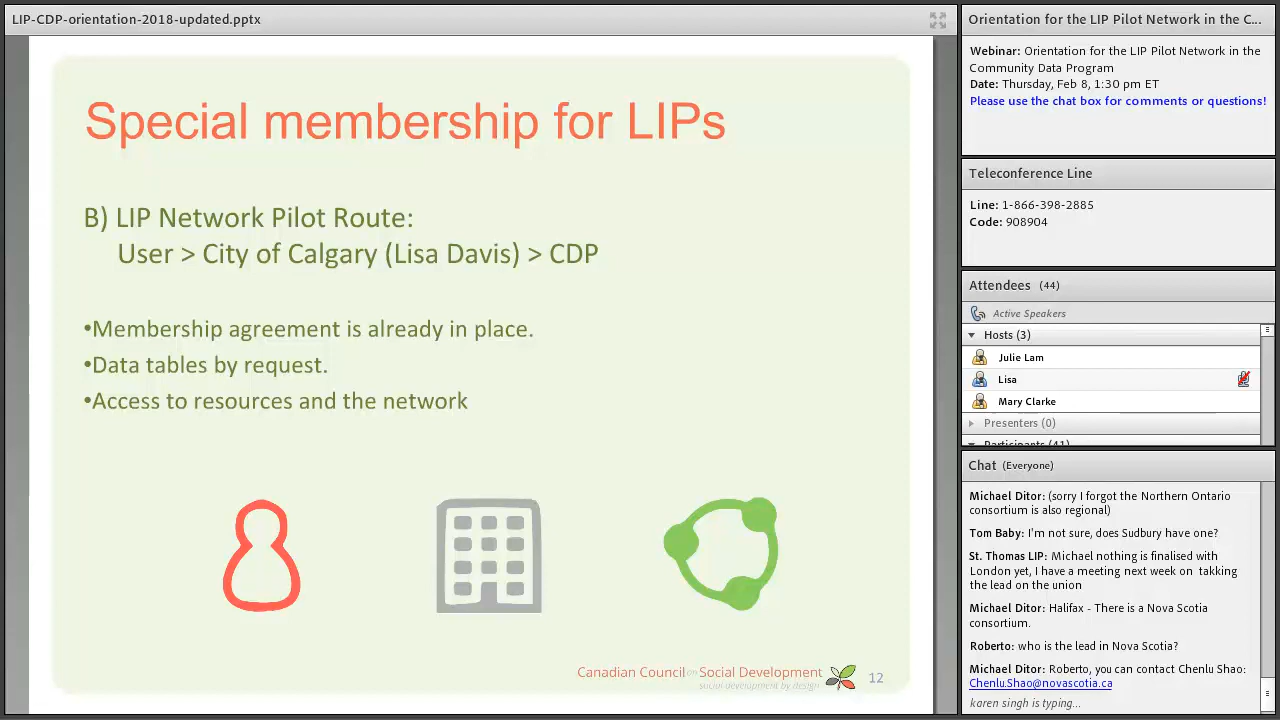 LIP-CDP-orientation-2018-updated.pptx
Special membership for LIPs
B) LIP Network Pilot Route:
User > City of Calgary (Lisa Davis) > CDP
•Membership agreement is already in place.
•Data tables by request.
•Access to resources and the network
Canadian Council on Social Development
social development by design
12
Orientation for the LIP Pilot Network in the C...
Webinar: Orientation for the LIP Pilot Network in the
Community Data Program
Date: Thursday, Feb 8, 1:30 pm ET
Please use the chat box for comments or questions!
Teleconference Line
Line: 1-866-398-2885
Code: 908904
Attendees (44)
Active Speakers
Hosts (3)
Julie Lam
Lisa
Mary Clarke
Presenters (0)
Participants (41)
Chat (Everyone)
Michael Ditor: (sorry I forgot the Northern Ontario
consortium is also regional)
Tom Baby: I'm not sure, does Sudbury have one?
St. Thomas LIP: Michael nothing is finalised with
London yet, I have a meeting next week on takking
the lead on the union
Michael Ditor: Halifax - There is a Nova Scotia
consortium.
Roberto: who is the lead in Nova Scotia?
Michael Ditor: Roberto, you can contact Chenlu Shao:
Chenlu.Shao@novascotia.ca
karen singh is typing...